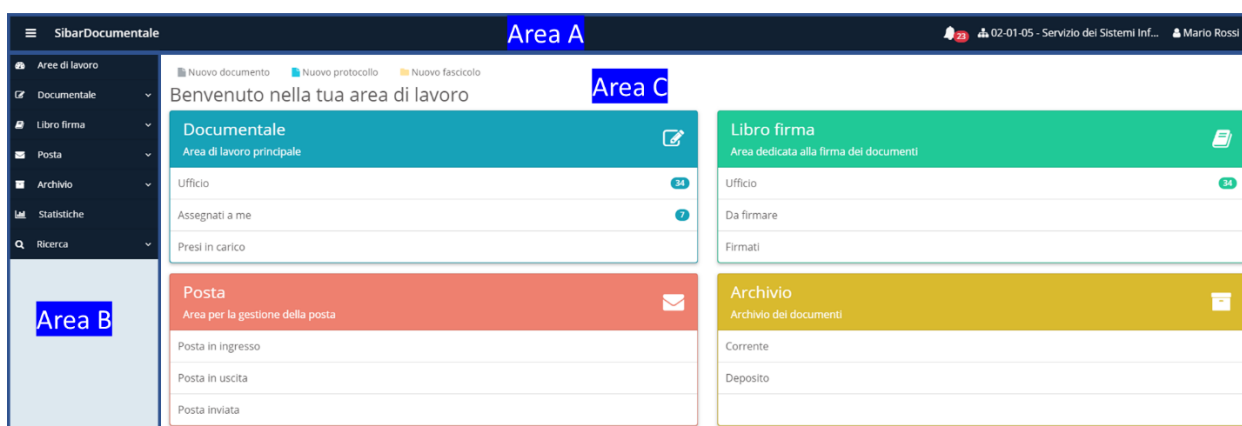 SibarDocumentale
Area A
23
02-01-05 - Servizio dei Sistemi Inf...
Mario Rossi
Aree di lavoro
Documentale
Libro firma
Posta
Archivio
Statistiche
Ricerca
Area B
Nuovo documento Nuovo protocollo Nuovo fascicolo
Area C
Benvenuto nella tua area di lavoro
Documentale
Area di lavoro principale
Ufficio 34
Assegnati a me 7
Presi in carico
Libro firma
Area dedicata alla firma dei documenti
Ufficio 34
Da firmare
Firmati
Posta
Area per la gestione della posta
Posta in ingresso
Posta in uscita
Posta inviata
Archivio
Archivio dei documenti
Corrente
Deposito